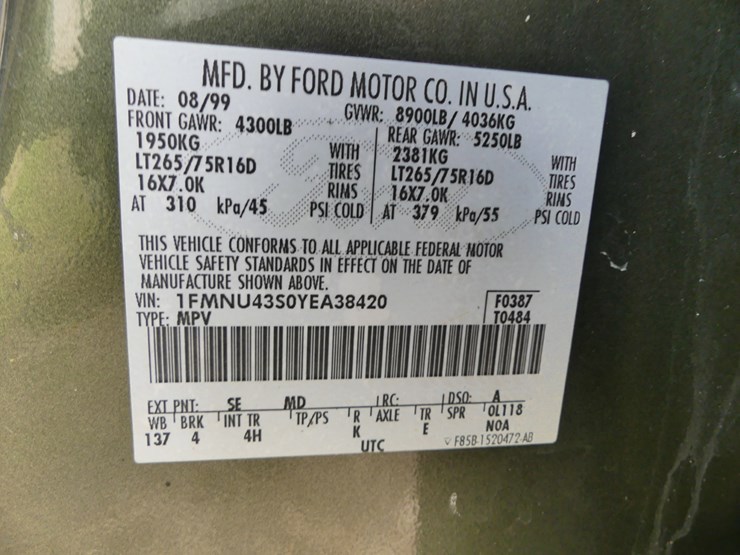 MFD. BY FORD MOTOR CO. IN U.S.A.
DATE: 08/99 GVWR: 8900LB/ 4036KG
FRONT GAWR: 4300LB REAR GAWR: 5250LB
1950KG WITH 2381KG WITH
LT265/75R16D TIRES LT265/75R16D TIRES
16X7.0K RIMS 16X7.0K RIMS
AT 310 kPa/45 PSI COLD AT 379 kPa/55 PSI COLD
THIS VEHICLE CONFORMS TO ALL APPLICABLE FEDERAL MOTOR
VEHICLE SAFETY STANDARDS IN EFFECT ON THE DATE OF
MANUFACTURE SHOWN ABOVE.
VIN: 1FMNU43S0YEA38420 F0387
TYPE: MPV T0484
EXT PNT: SE MD RC: DSO: A
WB BRK INT TR TP/PS R AXLE TR SPR 0L118
137 4 4H K E N0A
UTC F85B-1520472-AB